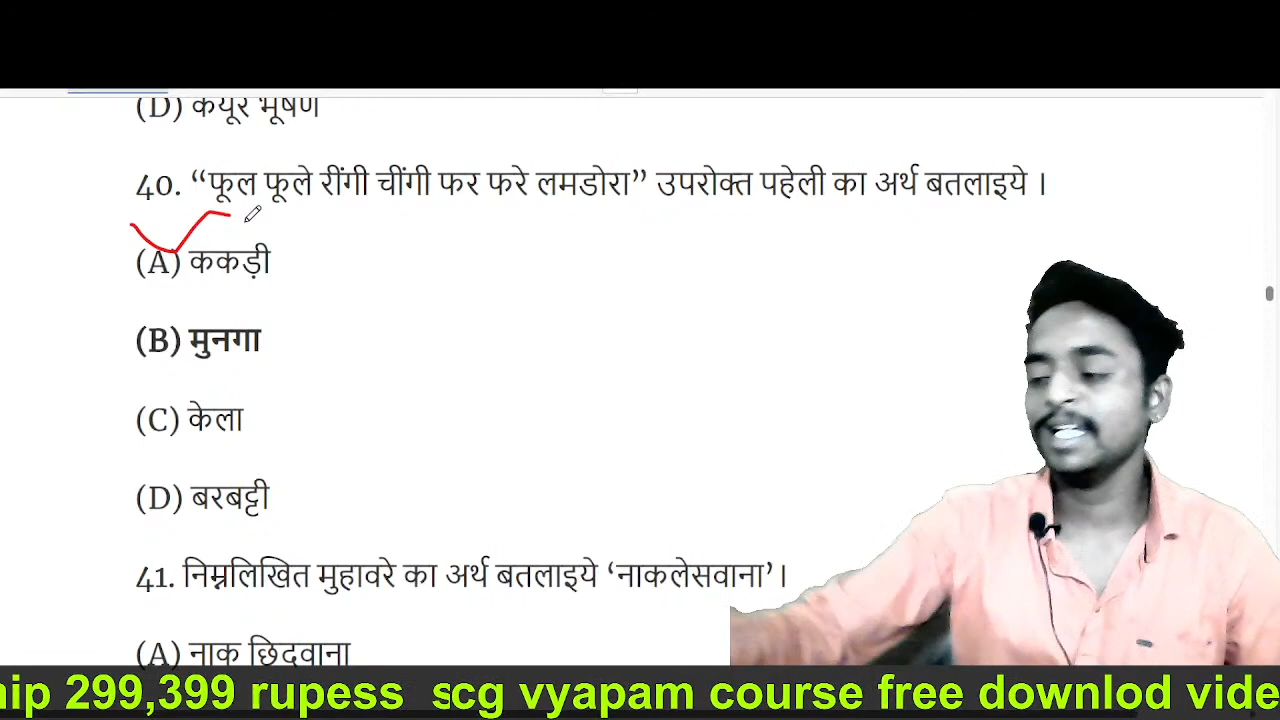 (D) केयूर भूषण
40. “फूल फूले रींगी चींगी फर फरे लमडोरा” उपरोक्त पहेली का अर्थ बतलाइये ।
(A) ककड़ी
(B) मुनगा
(C) केला
(D) बरबट्टी
41. निम्नलिखित मुहावरे का अर्थ बतलाइये ‘नाकलेसवाना’।
(A) नाक छिदवाना
hip 299,399 rupess scg vyapam course free downlod vide